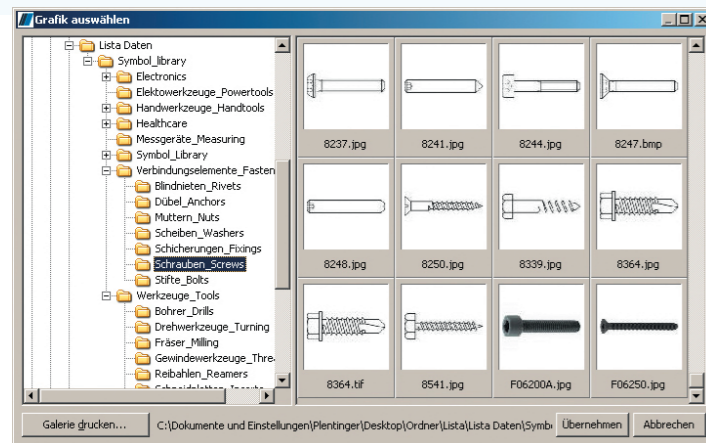 Grafik auswählen
Lista Daten
Symbol_library
Electronics
Elektowerkzeuge_Powertools
Handwerkzeuge_Handtools
Healthcare
Messgeräte_Measuring
Symbol_Library
Verbindungselemente_Fasten
Blindnieten_Rivets
Dübel_Anchors
Muttern_Nuts
Scheiben_Washers
Schicherungen_Fixings
Schrauben_Screws
Stifte_Bolts
Werkzeuge_Tools
Bohrer_Drills
Drehwerkzeuge_Turning
Fräser_Milling
Gewindewerkzeuge_Thre
Reibahlen_Reamers
8237.jpg 8241.jpg 8244.jpg 8247.bmp
8248.jpg 8250.jpg 8339.jpg 8364.jpg
8364.tif 8541.jpg F06200A.jpg F06250.jpg
Galerie drucken... C:\Dokumente und Einstellungen\Plentinger\Desktop\Ordner\Lista\Lista Daten\Symb Übernehmen Abbrechen